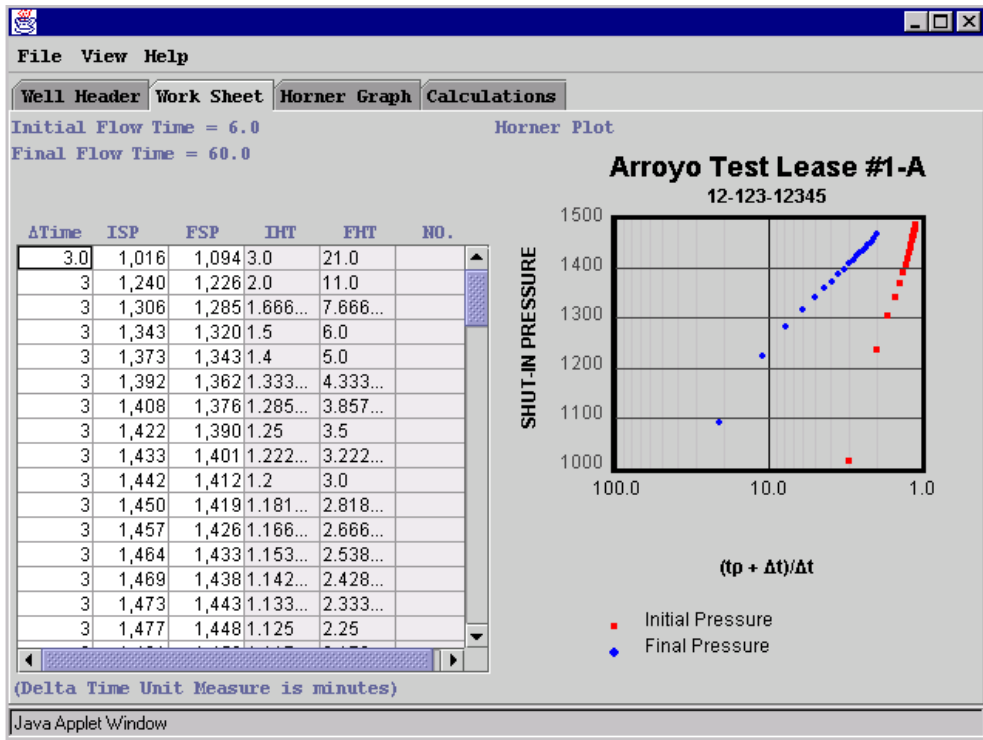 File View Help
Well Header Work Sheet Horner Graph Calculations
Initial Flow Time = 6.0
Final Flow Time = 60.0
ΔTime ISP FSP IHT FHT NO.
3.0 1,016 1,094 3.0 21.0
3 1,240 1,226 2.0 11.0
3 1,306 1,285 1.666... 7.666...
3 1,343 1,320 1.5 6.0
3 1,373 1,343 1.4 5.0
3 1,392 1,362 1.333... 4.333...
3 1,408 1,376 1.285... 3.857...
3 1,422 1,390 1.25 3.5
3 1,433 1,401 1.222... 3.222...
3 1,442 1,412 1.2 3.0
3 1,450 1,419 1.181... 2.818...
3 1,457 1,426 1.166... 2.666...
3 1,464 1,433 1.153... 2.538...
3 1,469 1,438 1.142... 2.428...
3 1,473 1,443 1.133... 2.333...
3 1,477 1,448 1.125 2.25
(Delta Time Unit Measure is minutes)
Horner Plot
Arroyo Test Lease #1-A
12-123-12345
SHUT-IN PRESSURE
1500
1400
1300
1200
1100
1000
100.0 10.0 1.0
(tp + Δt)/Δt
Initial Pressure
Final Pressure
Java Applet Window